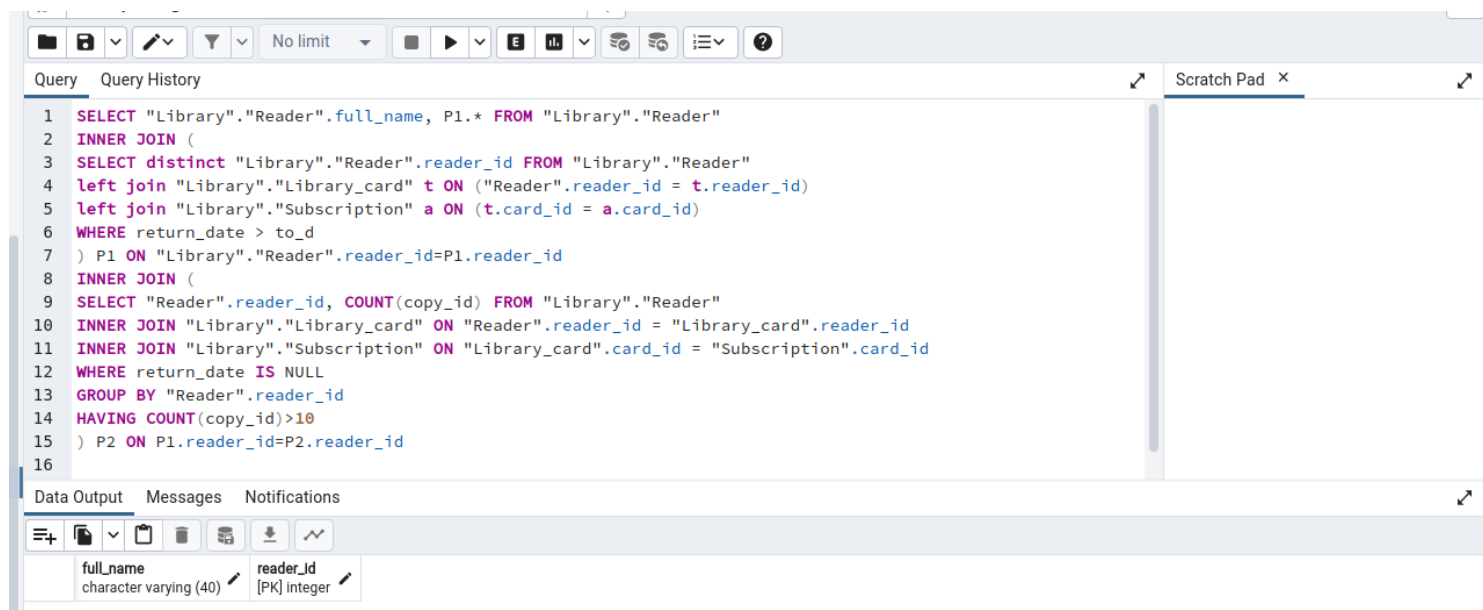 No limit
Query Query History
Scratch Pad
1 SELECT "Library"."Reader".full_name, P1.* FROM "Library"."Reader"
2 INNER JOIN (
3 SELECT distinct "Library"."Reader".reader_id FROM "Library"."Reader"
4 left join "Library"."Library_card" t ON ("Reader".reader_id = t.reader_id)
5 left join "Library"."Subscription" a ON (t.card_id = a.card_id)
6 WHERE return_date > to_d
7 ) P1 ON "Library"."Reader".reader_id=P1.reader_id
8 INNER JOIN (
9 SELECT "Reader".reader_id, COUNT(copy_id) FROM "Library"."Reader"
10 INNER JOIN "Library"."Library_card" ON "Reader".reader_id = "Library_card".reader_id
11 INNER JOIN "Library"."Subscription" ON "Library_card".card_id = "Subscription".card_id
12 WHERE return_date IS NULL
13 GROUP BY "Reader".reader_id
14 HAVING COUNT(copy_id)>10
15 ) P2 ON P1.reader_id=P2.reader_id
16
Data Output Messages Notifications
full_name
character varying (40)
reader_id
[PK] integer